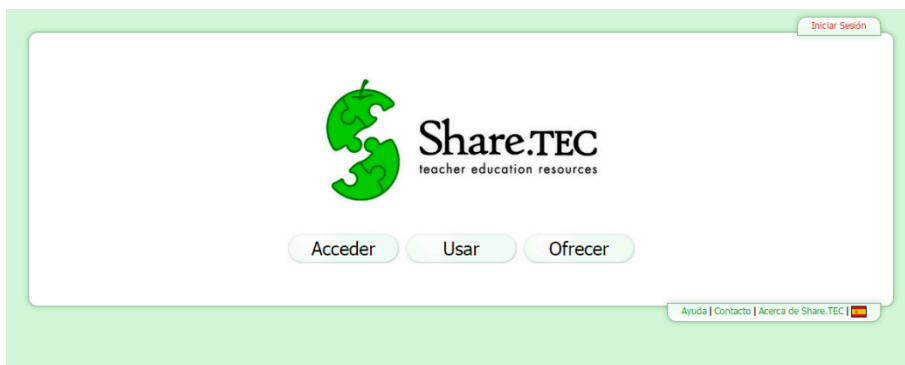 Iniciar Sesión
Share.TEC
teacher education resources
Acceder Usar Ofrecer
Ayuda | Contacto | Acerca de Share.TEC |